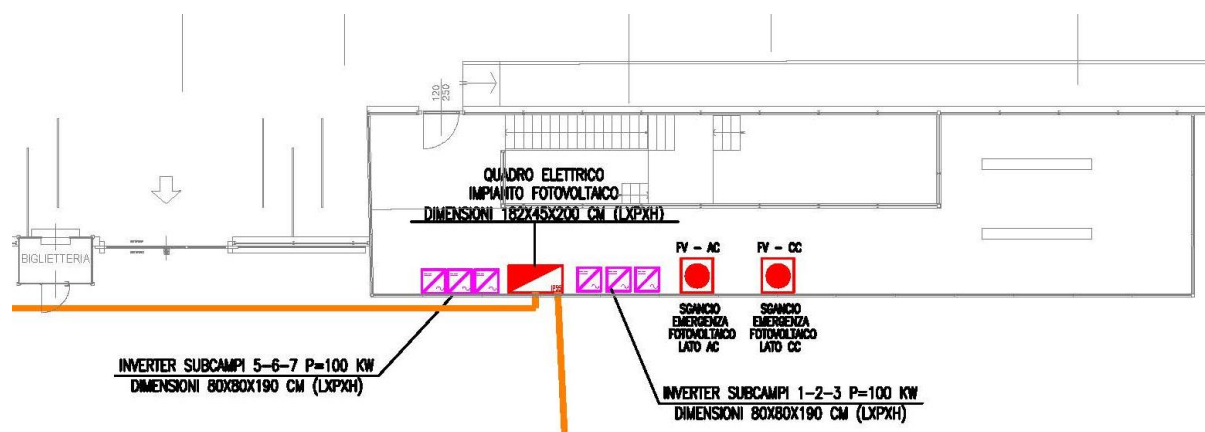 120
250
QUADRO ELETTRICO
IMPIANTO FOTOVOLTAICO
DIMENSIONI 182X45X200 CM (LXPXH)
BIGLIETTERIA
FV - AC
FV - CC
SGANCIO
EMERGENZA
FOTOVOLTAICO
LATO AC
SGANCIO
EMERGENZA
FOTOVOLTAICO
LATO CC
INVERTER SUBCAMPI 5-6-7 P=100 KW
DIMENSIONI 80X80X190 CM (LXPXH)
INVERTER SUBCAMPI 1-2-3 P=100 KW
DIMENSIONI 80X80X190 CM (LXPXH)